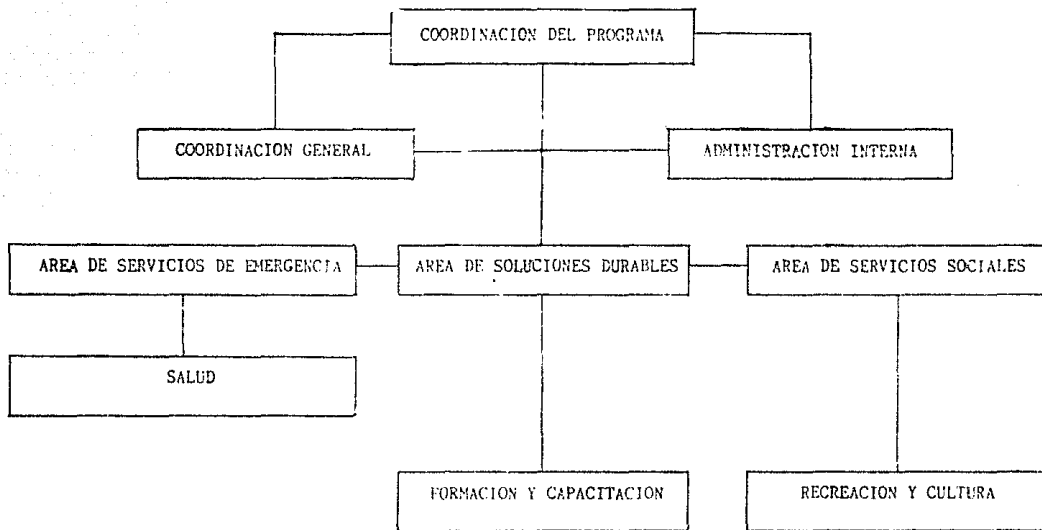 COORDINACION DEL PROGRAMA
COORDINACION GENERAL
ADMINISTRACION INTERNA
AREA DE SERVICIOS DE EMERGENCIA
AREA DE SOLUCIONES DURABLES
AREA DE SERVICIOS SOCIALES
SALUD
FORMACION Y CAPACITACION
RECREACION Y CULTURA